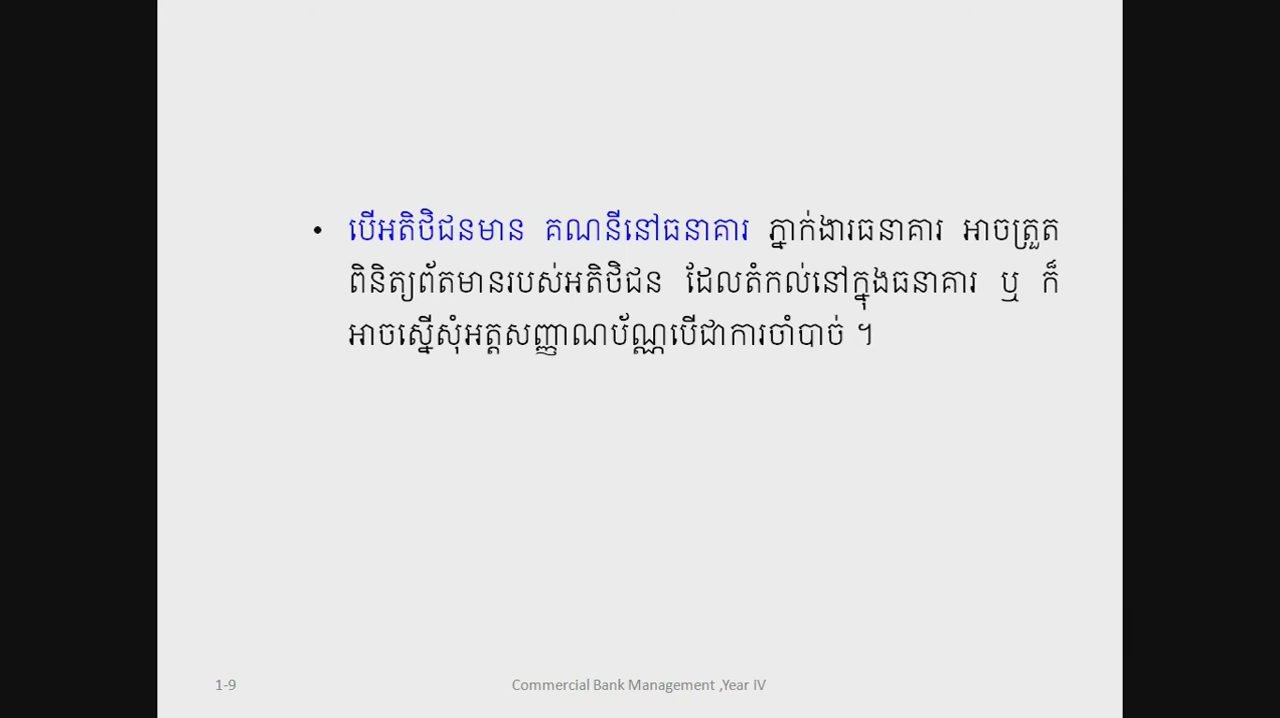 • បើអតិថិជនមាន គណនីនៅធនាគារ ភ្នាក់ងារធនាគារ អាចត្រួត
ពិនិត្យព័តមានរបស់អតិថិជន ដែលតំកល់នៅក្នុងធនាគារ ឬ ក៏
អាចស្នើសុំអត្តសញ្ញាណប័ណ្ណបើជាការចាំបាច់ ។
1-9
Commercial Bank Management ,Year IV